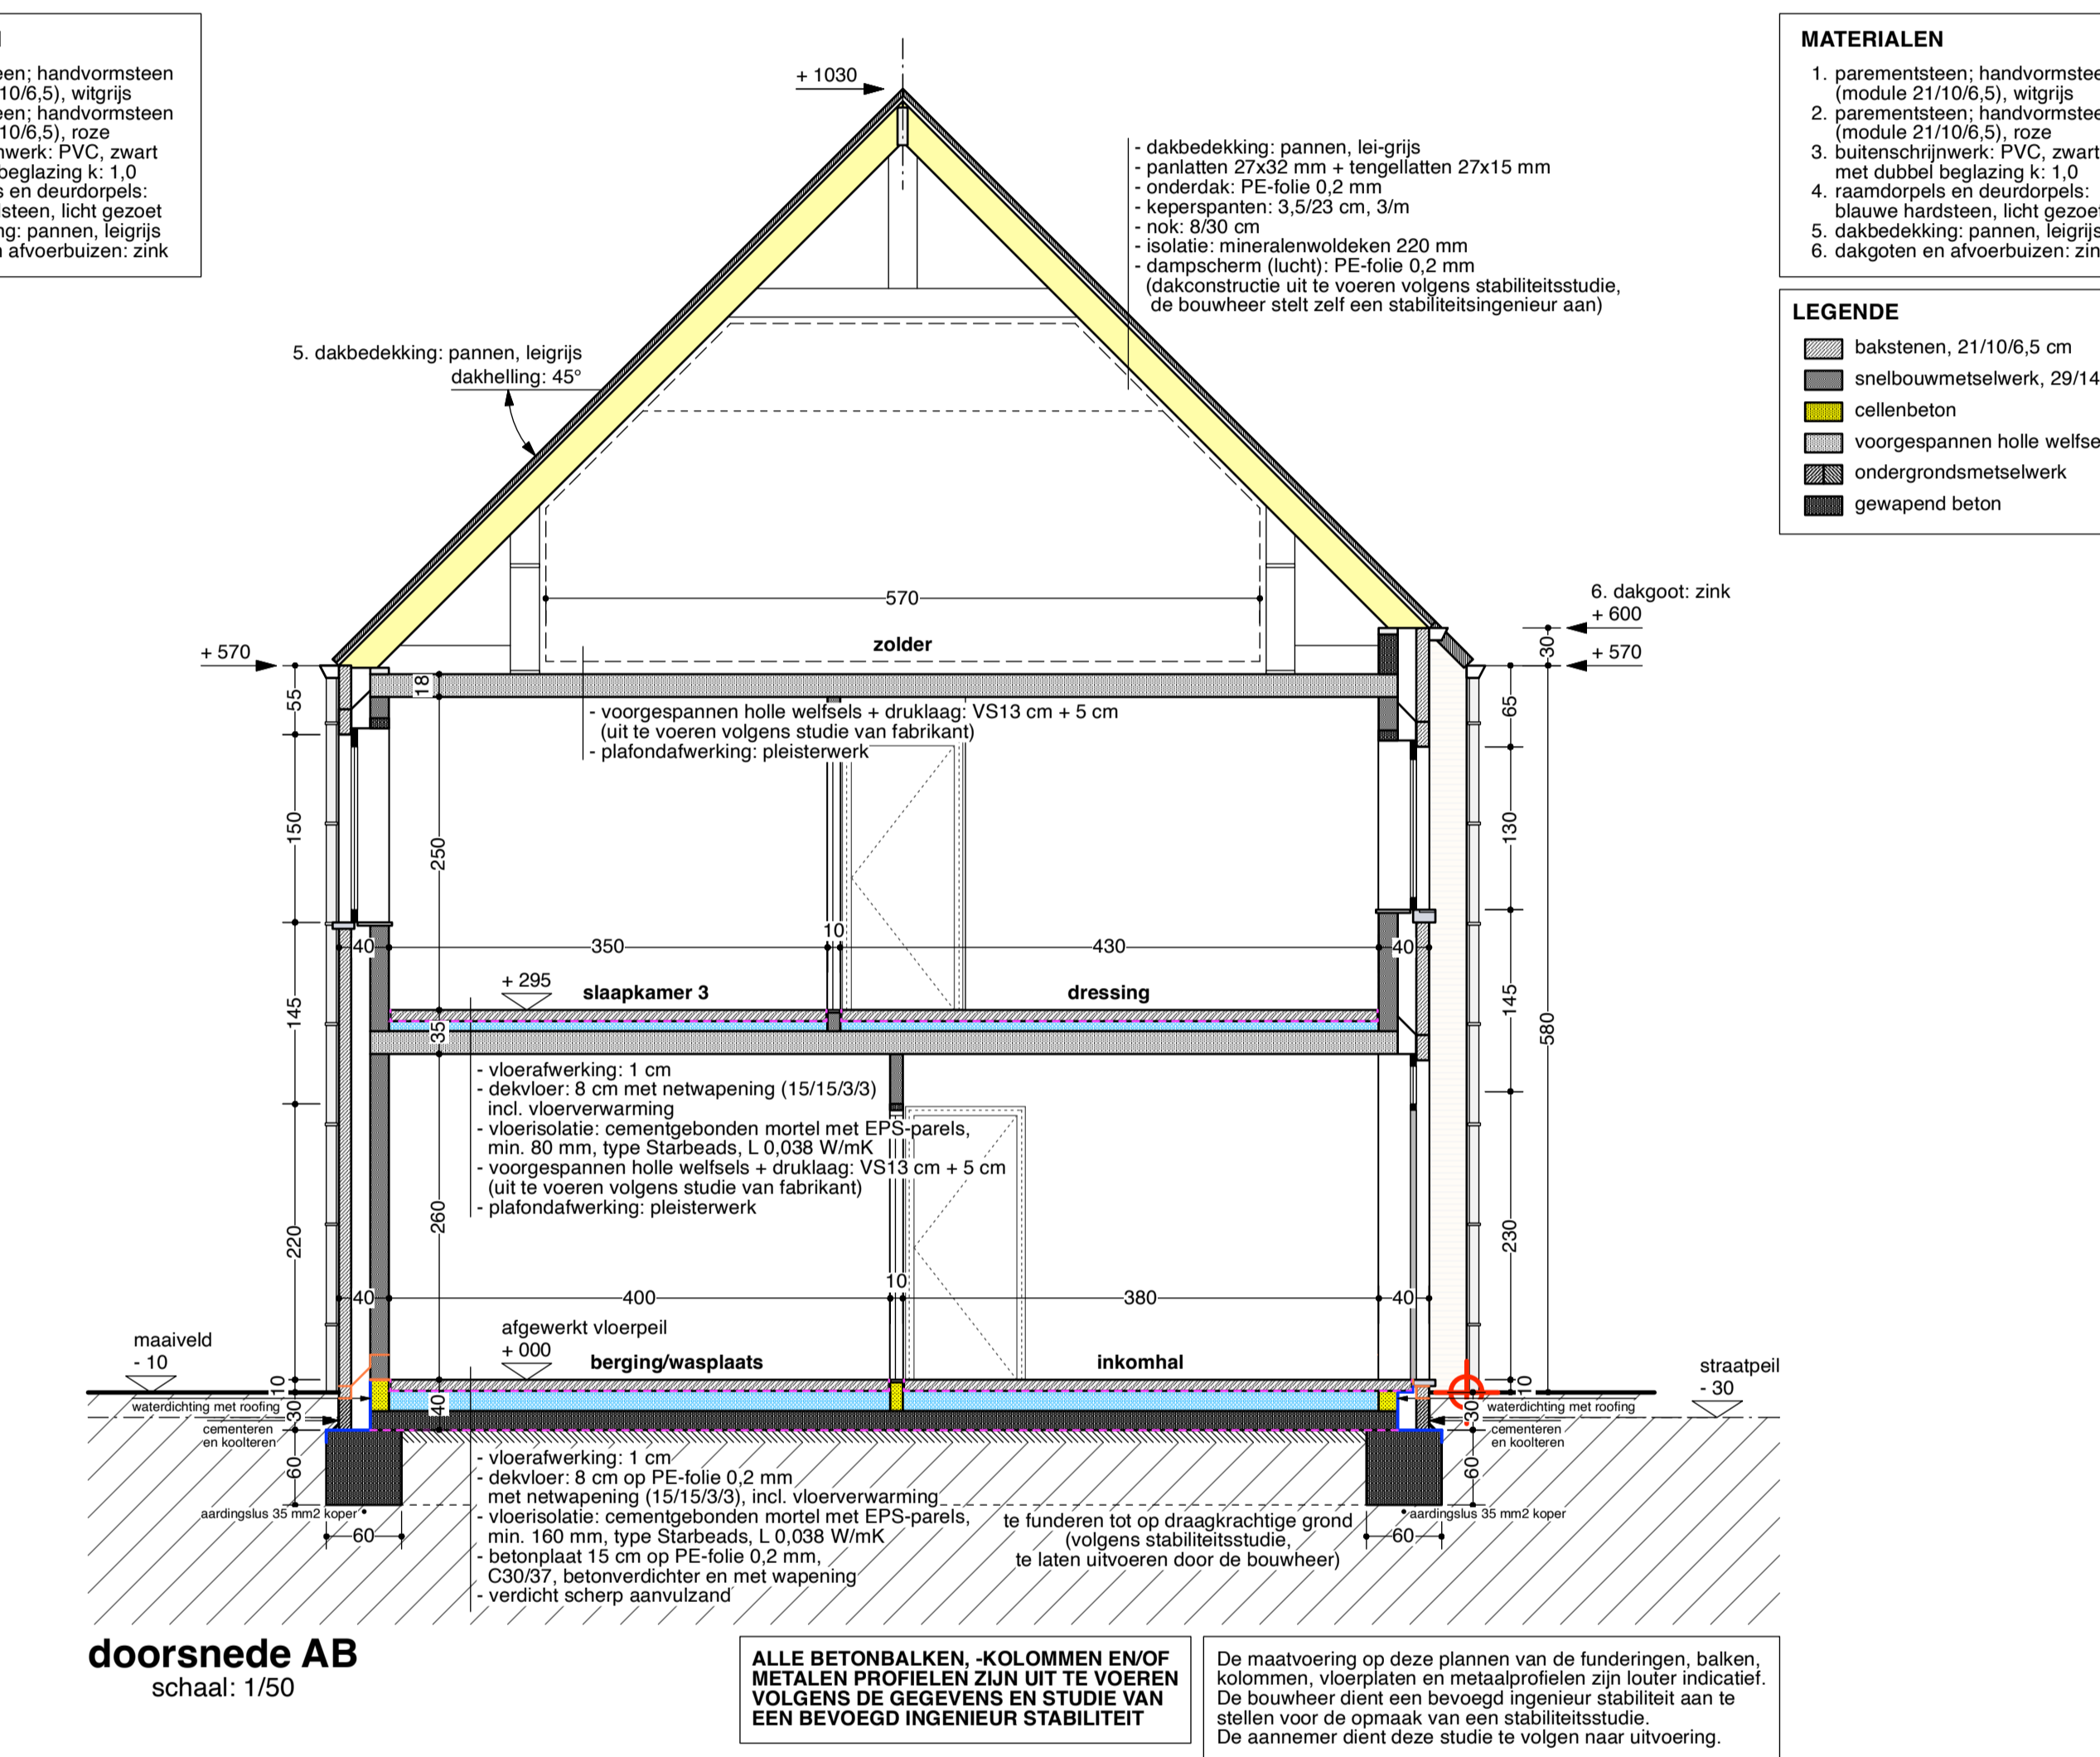 een; handvormsteen
10/6,5), witgrijs
een; handvormsteen
10/6,5), roze
nwerk: PVC, zwart
beglazing k: 1,0
s en deurdorpels:
steen, licht gezoet
ng: pannen, leigrijs
afvoerbuizen: zink
+ 1030
- dakbedekking: pannen, lei-grijs
- panlatten 27x32 mm + tengellatten 27x15 mm
- onderdak: PE-folie 0,2 mm
- keperspanten: 3,5/23 cm, 3/m
- nok: 8/30 cm
- isolatie: mineralenwoldeken 220 mm
- dampscherm (lucht): PE-folie 0,2 mm
(dakconstructie uit te voeren volgens stabiliteitsstudie,
de bouwheer stelt zelf een stabiliteitsingenieur aan)
MATERIALEN
1. parementsteen; handvormstee
(module 21/10/6,5), witgrijs
2. parementsteen; handvormstee
(module 21/10/6,5), roze
3. buitenschrijnwerk: PVC, zwart
met dubbel beglazing k: 1,0
4. raamdorpels en deurdorpels:
blauwe hardsteen, licht gezoet
5. dakbedekking: pannen, leigrijs
6. dakgoten en afvoerbuizen: zin
LEGENDE
bakstenen, 21/10/6,5 cm
snelbouwmetselwerk, 29/14
cellenbeton
voorgespannen holle welfse
ondergrondsmetselwerk
gewapend beton
5. dakbedekking: pannen, leigrijs
dakhelling: 45°
570
zolder
6. dakgoot: zink
+ 600
30
+ 570
+ 570
18
55
65
- voorgespannen holle welfsels + druklaag: VS13 cm + 5 cm
(uit te voeren volgens studie van fabrikant)
- plafondafwerking: pleisterwerk
150
250
130
10
40
350
430
40
+ 295
slaapkamer 3
dressing
145
35
145
580
- vloerafwerking: 1 cm
- dekvloer: 8 cm met netwapening (15/15/3/3)
incl. vloerverwarming
- vloerisolatie: cementgebonden mortel met EPS-parels,
min. 80 mm, type Starbeads, L 0,038 W/mK
- voorgespannen holle welfsels + druklaag: VS13 cm + 5 cm
(uit te voeren volgens studie van fabrikant)
- plafondafwerking: pleisterwerk
220
260
230
10
40
400
380
40
maaiveld
- 10
afgewerkt vloerpeil
+ 000
berging/wasplaats
inkomhal
straatpeil
- 30
10
40
10
waterdichting met roofing
30
cementeren
en koolteren
30
waterdichting met roofing
cementeren
en koolteren
60
60
aardingslus 35 mm2 koper
60
- vloerafwerking: 1 cm
- dekvloer: 8 cm op PE-folie 0,2 mm
met netwapening (15/15/3/3), incl. vloerverwarming
- vloerisolatie: cementgebonden mortel met EPS-parels,
min. 160 mm, type Starbeads, L 0,038 W/mK
- betonplaat 15 cm op PE-folie 0,2 mm,
C30/37, betonverdichter en met wapening
- verdicht scherp aanvulzand
te funderen tot op draagkrachtige grond
(volgens stabiliteitsstudie,
te laten uitvoeren door de bouwheer)
aardingslus 35 mm2 koper
60
doorsnede AB
schaal: 1/50
ALLE BETONBALKEN, -KOLOMMEN EN/OF
METALEN PROFIELEN ZIJN UIT TE VOEREN
VOLGENS DE GEGEVENS EN STUDIE VAN
EEN BEVOEGD INGENIEUR STABILITEIT
De maatvoering op deze plannen van de funderingen, balken,
kolommen, vloerplaten en metaalprofielen zijn louter indicatief.
De bouwheer dient een bevoegd ingenieur stabiliteit aan te
stellen voor de opmaak van een stabiliteitsstudie.
De aannemer dient deze studie te volgen naar uitvoering.